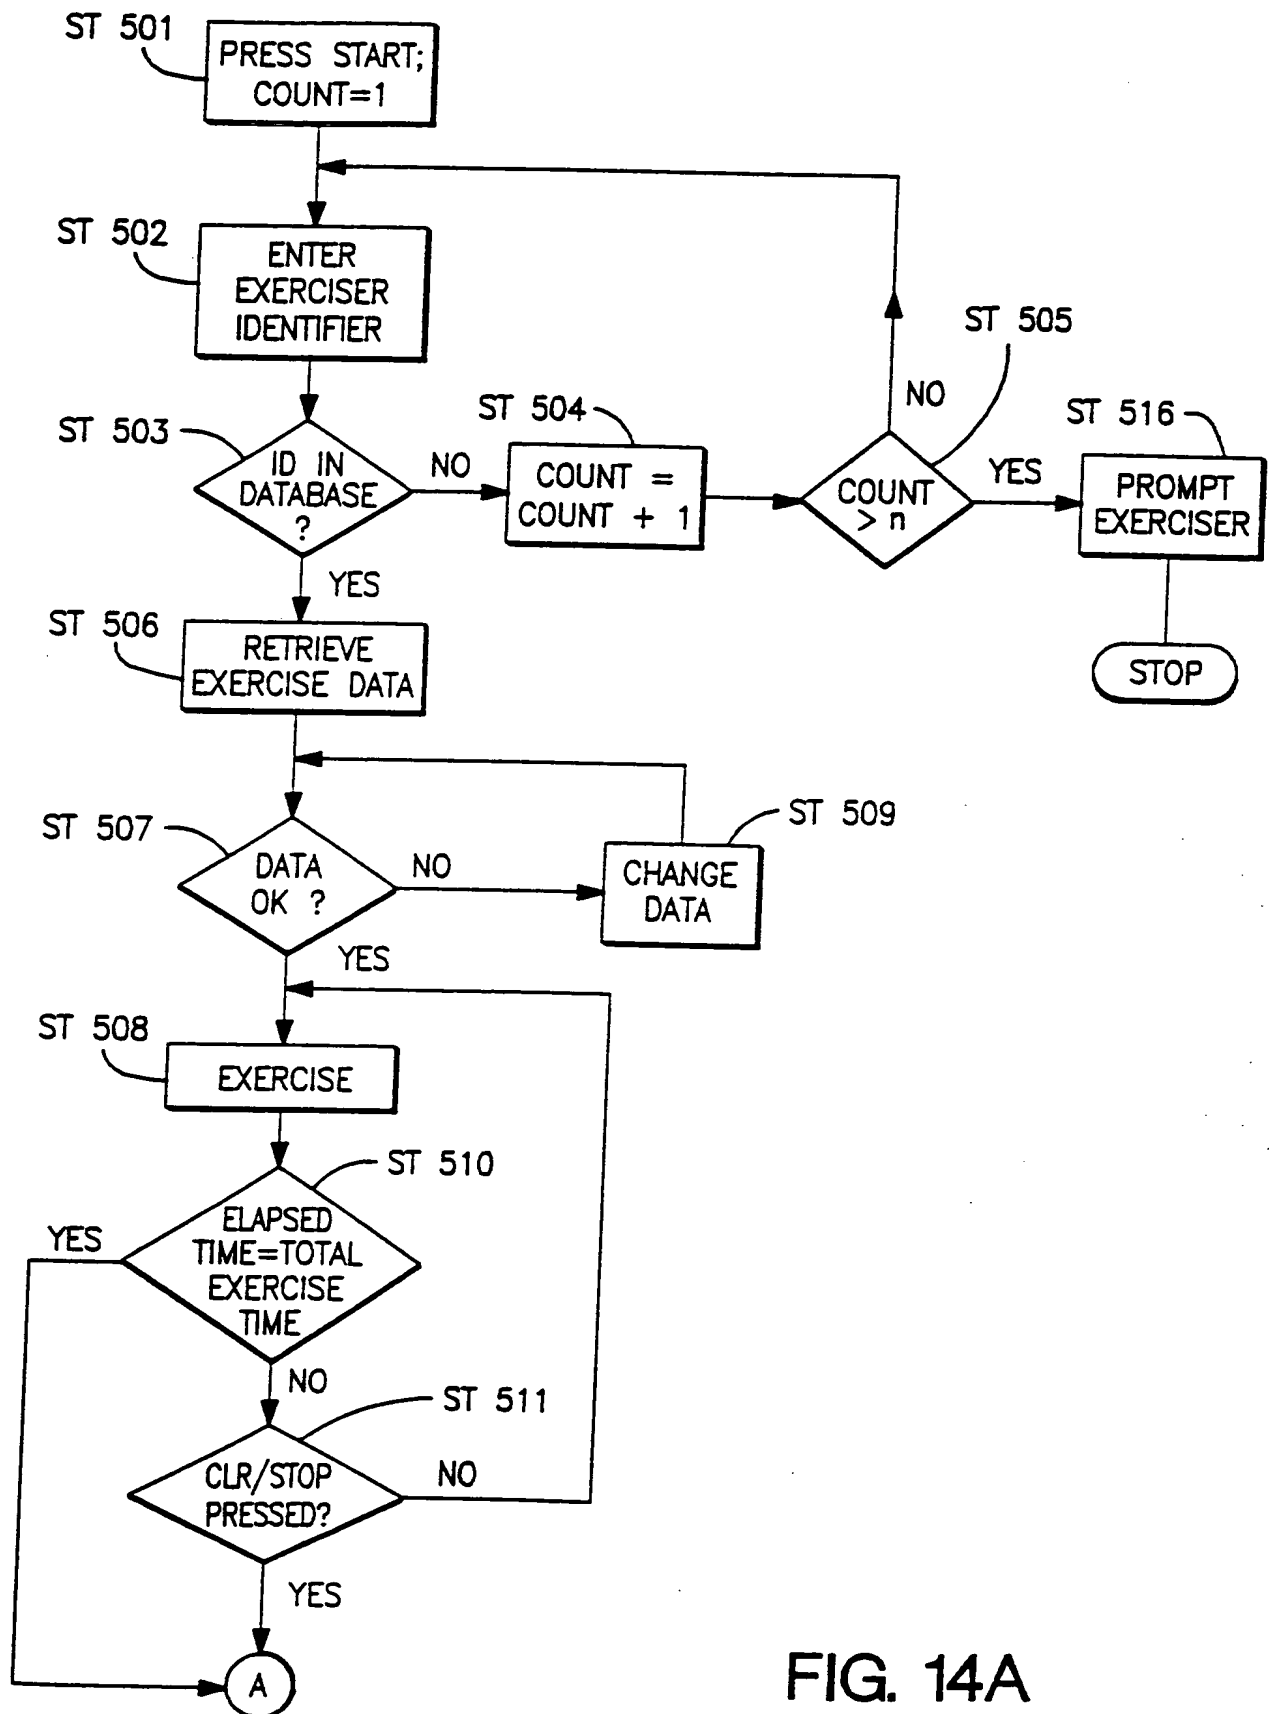 ST 501
PRESS START;
COUNT=1
ST 502
ENTER
EXERCISER
IDENTIFIER
ST 503
ID IN
DATABASE
?
NO
YES
ST 504
COUNT =
COUNT + 1
ST 505
COUNT
> n
NO
YES
ST 516
PROMPT
EXERCISER
STOP
ST 506
RETRIEVE
EXERCISE DATA
ST 507
DATA
OK ?
NO
YES
ST 509
CHANGE
DATA
ST 508
EXERCISE
ST 510
ELAPSED
TIME=TOTAL
EXERCISE
TIME
YES
NO
ST 511
CLR/STOP
PRESSED?
NO
YES
A
FIG. 14A